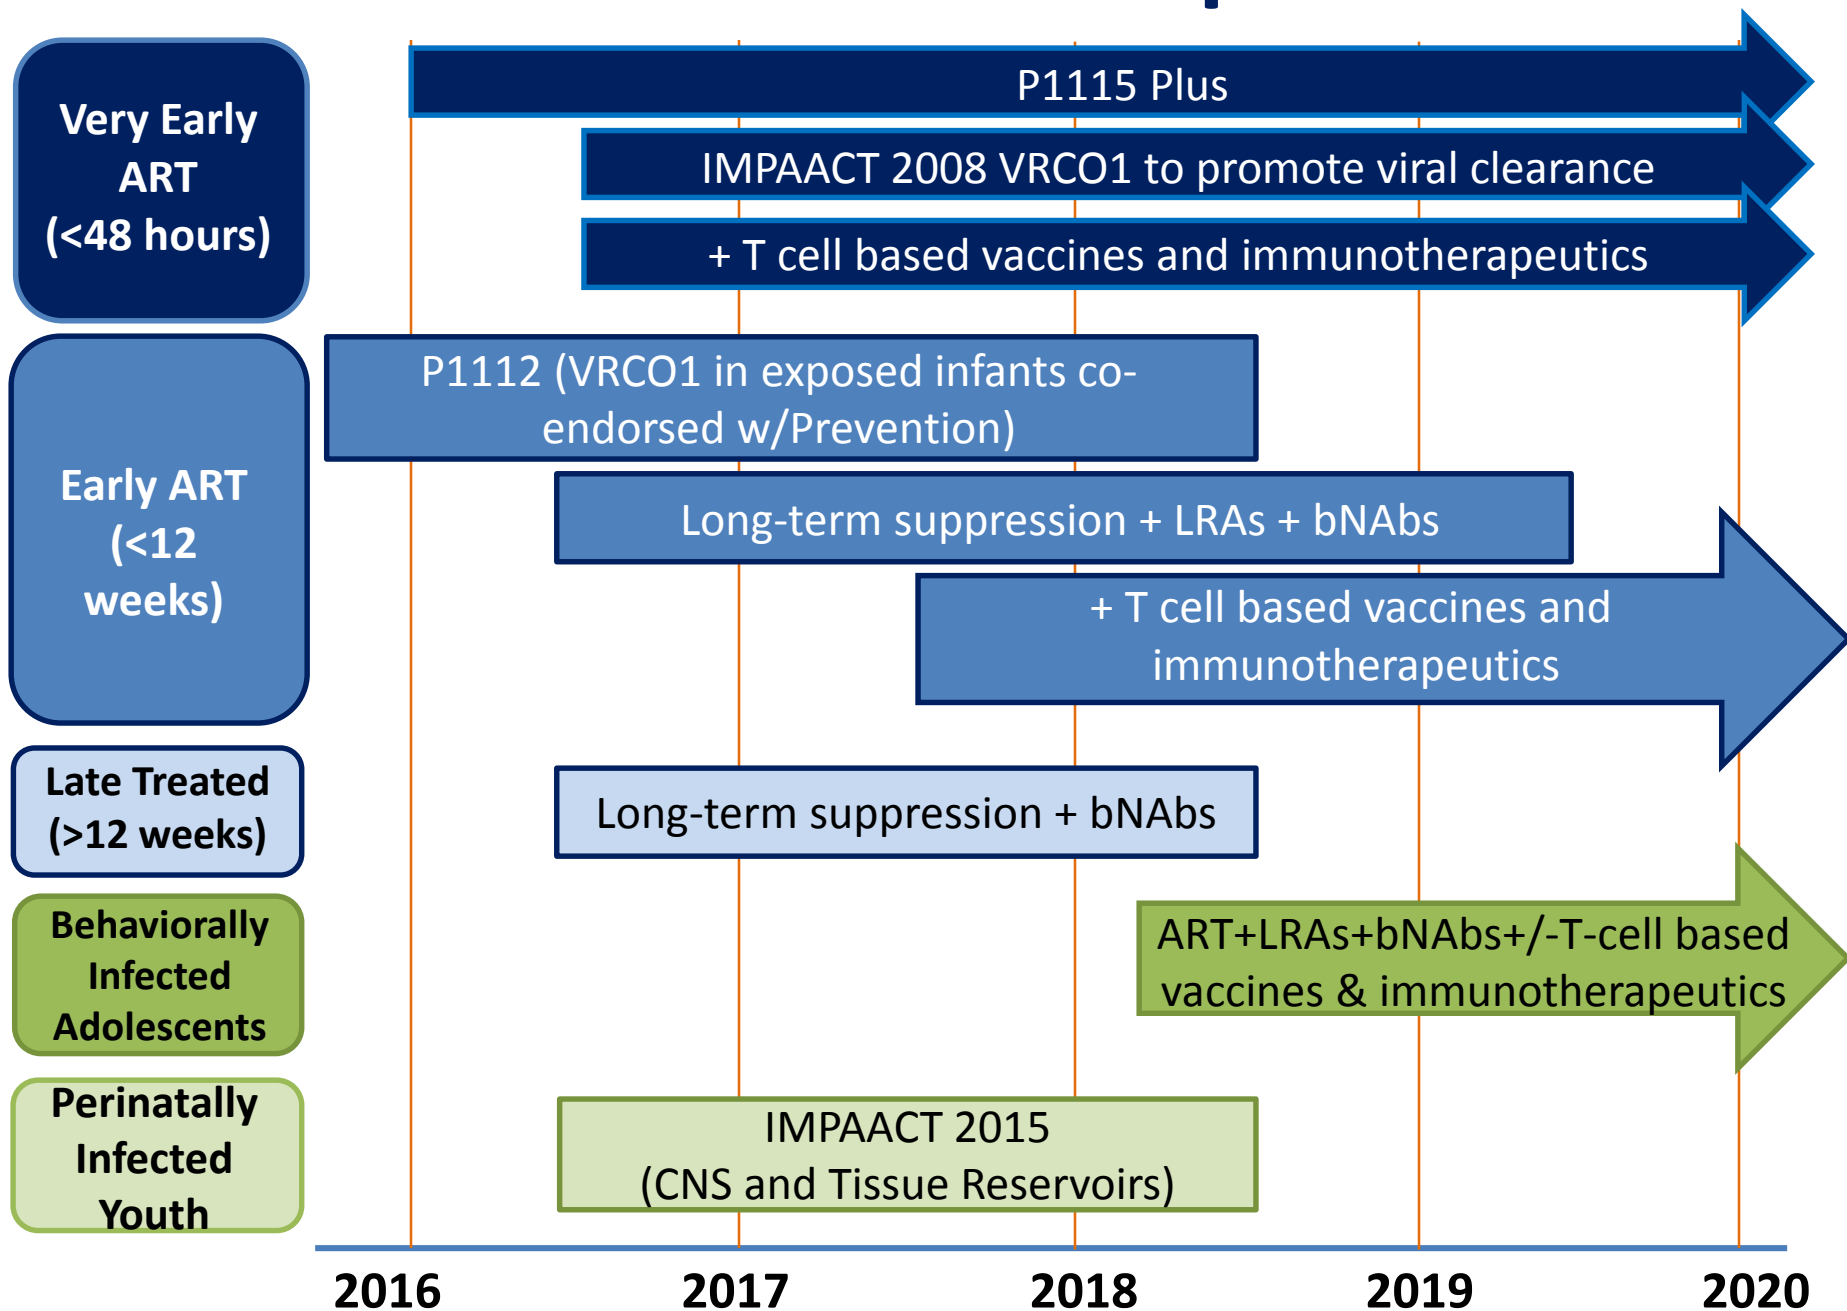 Very Early
ART
(<48 hours)
P1115 Plus
IMPAACT 2008 VRCO1 to promote viral clearance
+ T cell based vaccines and immunotherapeutics
Early ART
(<12
weeks)
P1112 (VRCO1 in exposed infants co-
endorsed w/Prevention)
Long-term suppression + LRAs + bNAbs
+ T cell based vaccines and
immunotherapeutics
Late Treated
(>12 weeks)
Long-term suppression + bNAbs
Behaviorally
Infected
Adolescents
ART+LRAs+bNAbs+/-T-cell based
vaccines & immunotherapeutics
Perinatally
Infected
Youth
IMPAACT 2015
(CNS and Tissue Reservoirs)
2016 2017 2018 2019 2020